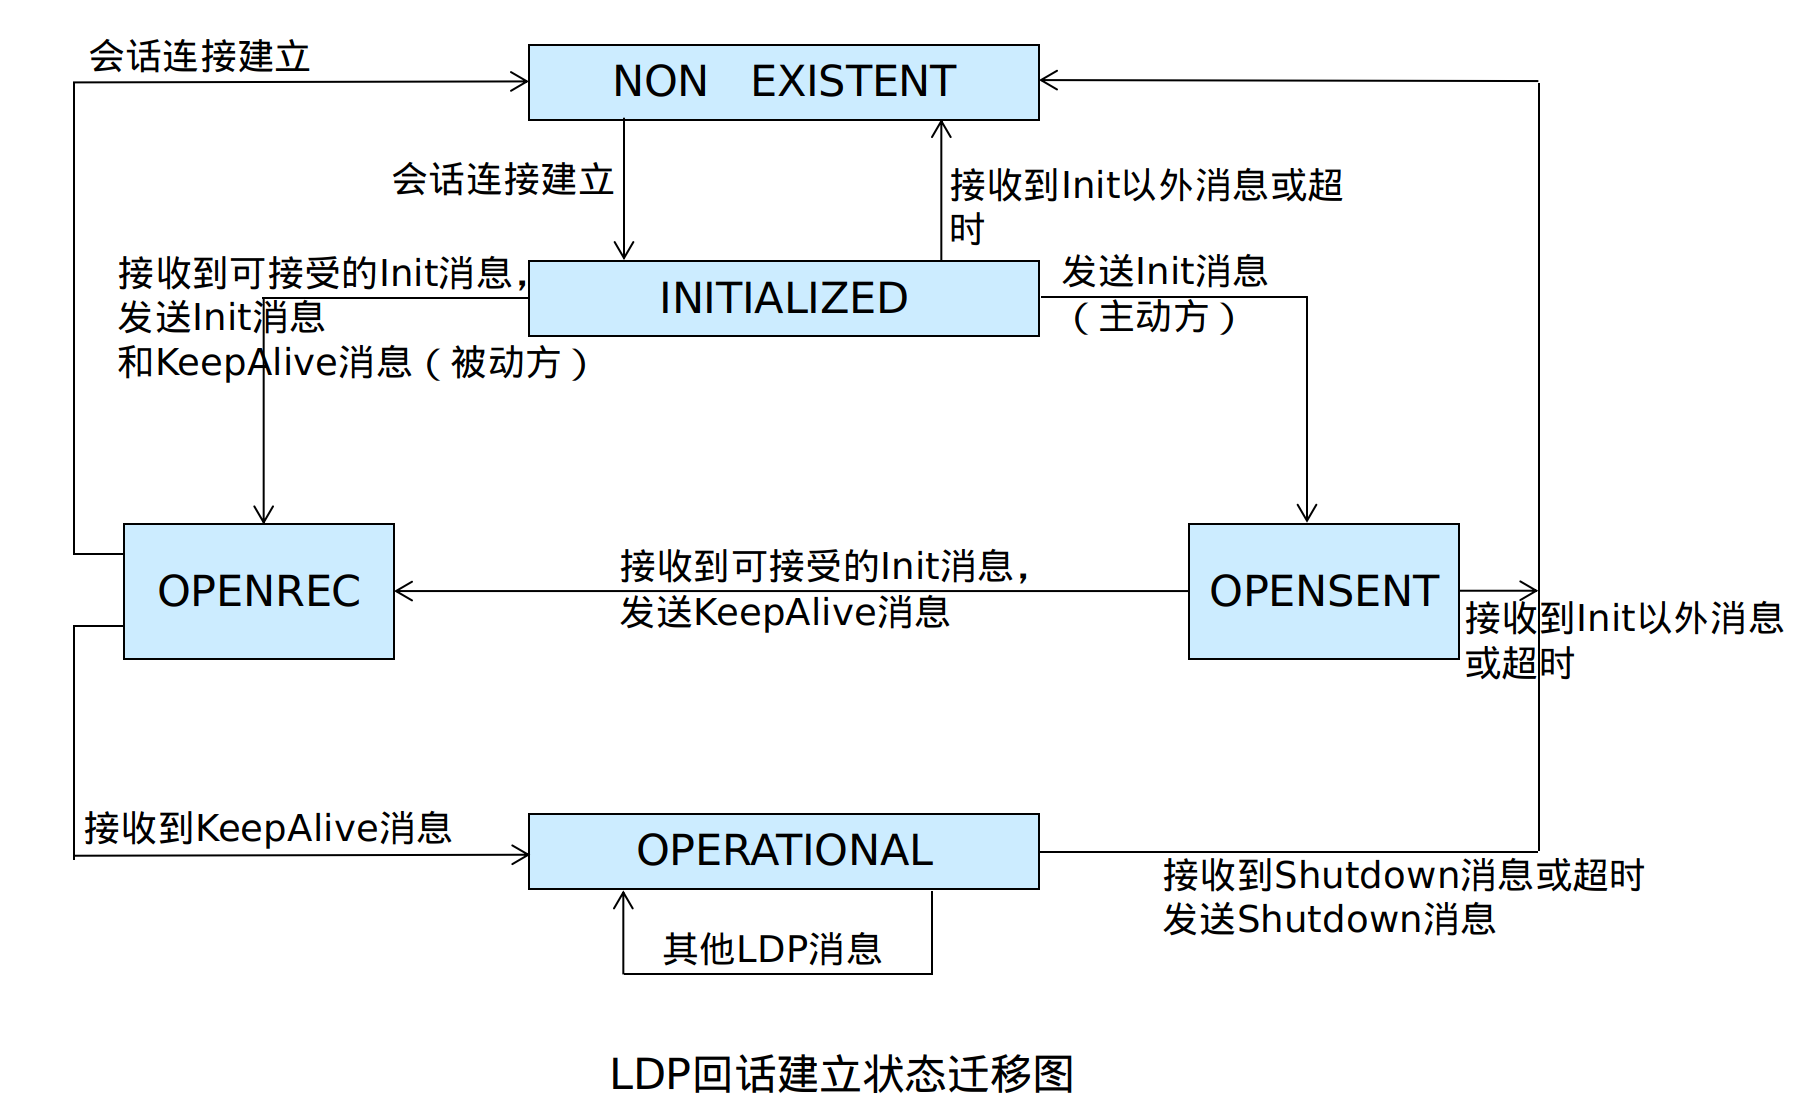 会话连接建立
NON EXISTENT
会话连接建立
接收到Init以外消息或超
时
接收到可接受的Init消息，
发送Init消息
和KeepAlive消息（被动方）
INITIALIZED
发送Init消息
（主动方）
OPENREC
接收到可接受的Init消息，
发送KeepAlive消息
OPENSENT
接收到Init以外消息
或超时
接收到KeepAlive消息
OPERATIONAL
接收到Shutdown消息或超时
发送Shutdown消息
其他LDP消息
LDP回话建立状态迁移图